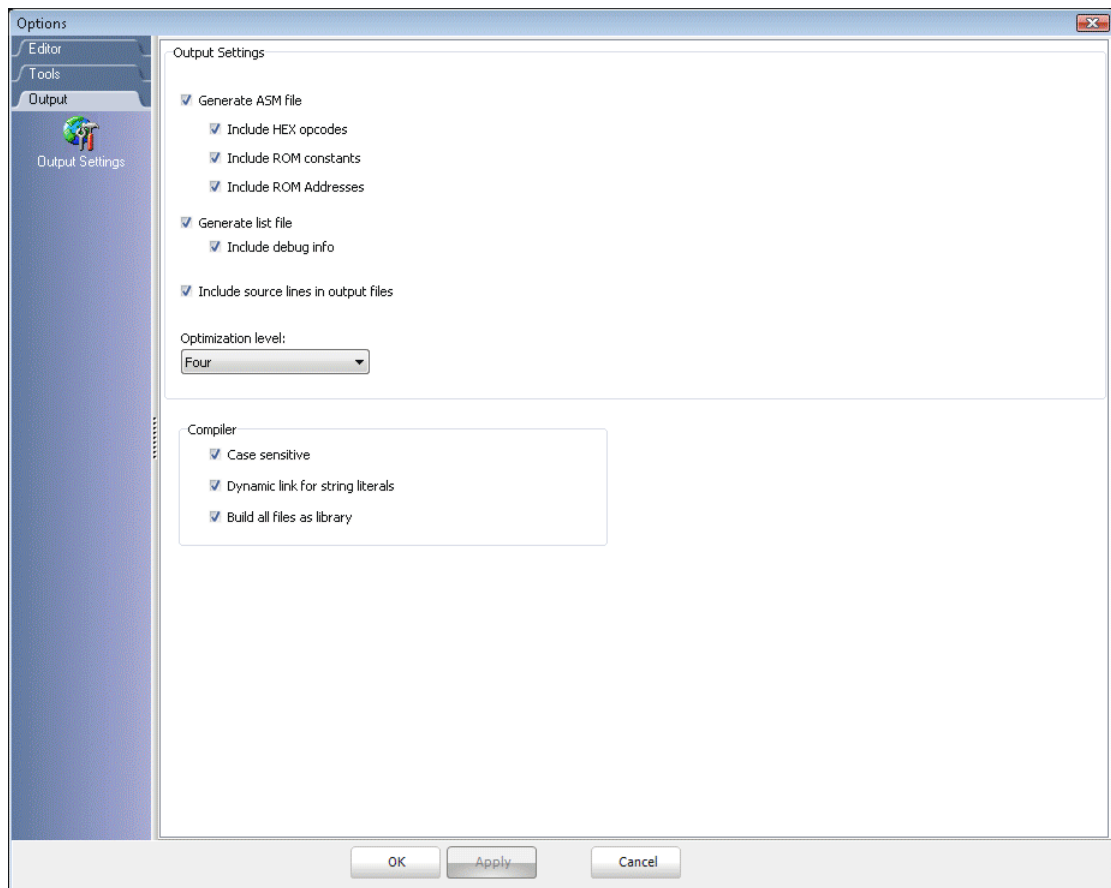 Options
Editor
Tools
Output
Output Settings
Output Settings
Generate ASM file
Include HEX opcodes
Include ROM constants
Include ROM Addresses
Generate list file
Include debug info
Include source lines in output files
Optimization level:
Four
Compiler
Case sensitive
Dynamic link for string literals
Build all files as library
OK
Apply
Cancel